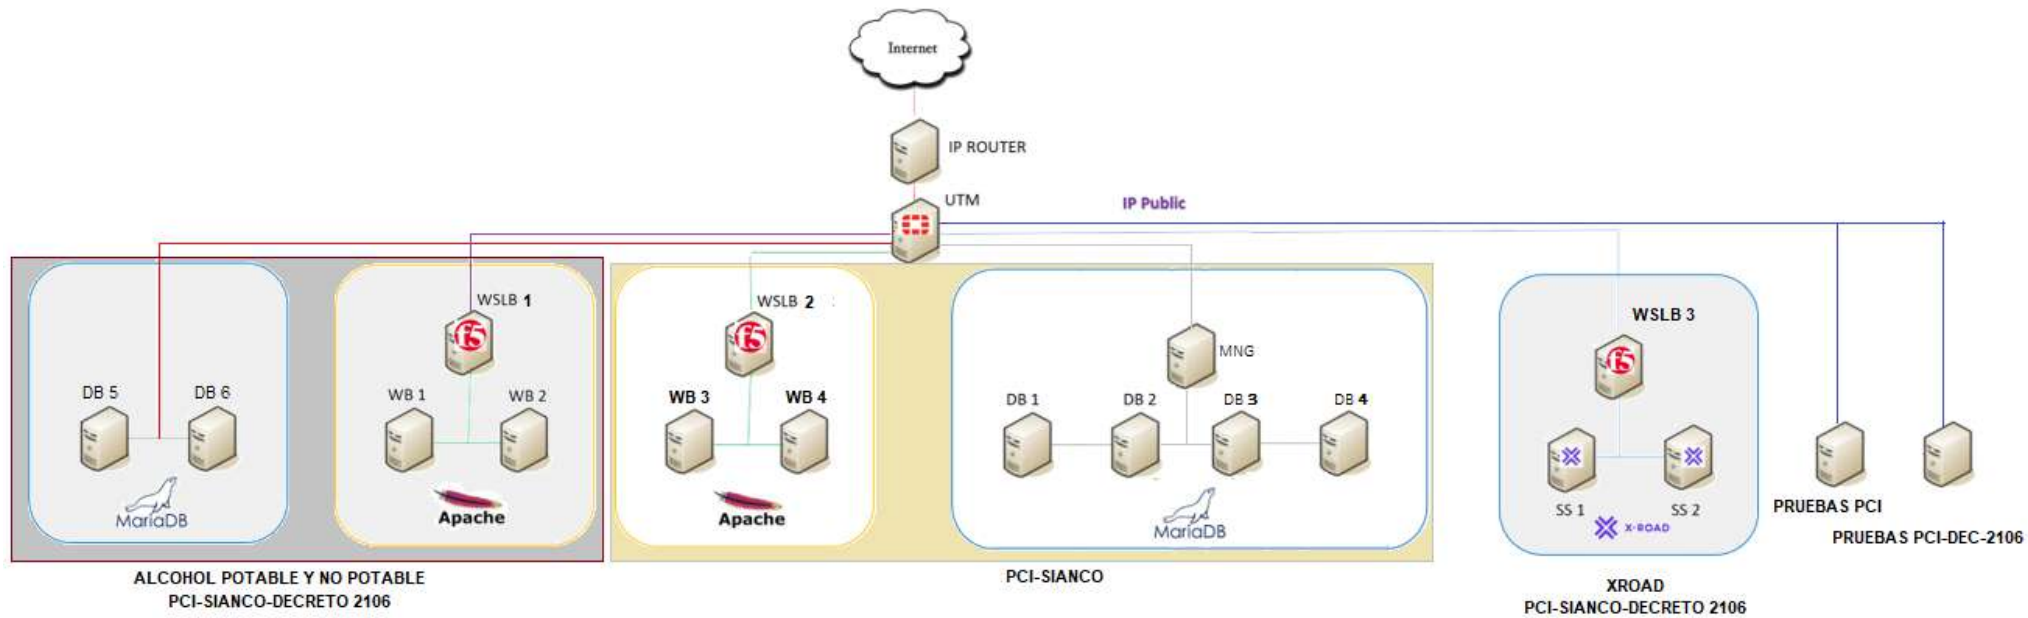 Internet
IP ROUTER
UTM
IP Public
WSLB 1
WSLB 2
WSLB 3
MNG
DB 5
DB 6
WB 1
WB 2
WB 3
WB 4
DB 1
DB 2
DB 3
DB 4
f5
f5
f5
MariaDB
Apache
Apache
MariaDB
SS 1
SS 2
X-ROAD
PRUEBAS PCI
PRUEBAS PCI-DEC-2106
ALCOHOL POTABLE Y NO POTABLE
PCI-SIANCO-DECRETO 2106
PCI-SIANCO
XROAD
PCI-SIANCO-DECRETO 2106